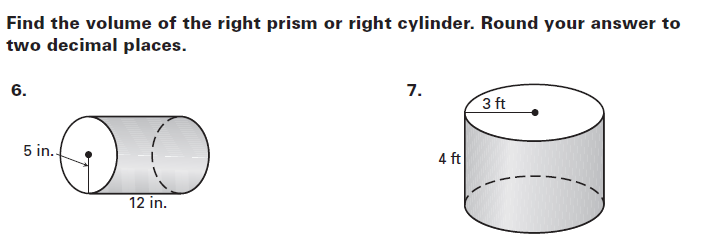 Find the volume of the right prism or right cylinder. Round your answer to
two decimal places.
6.
5 in.
12 in.
7.
3 ft
4 ft